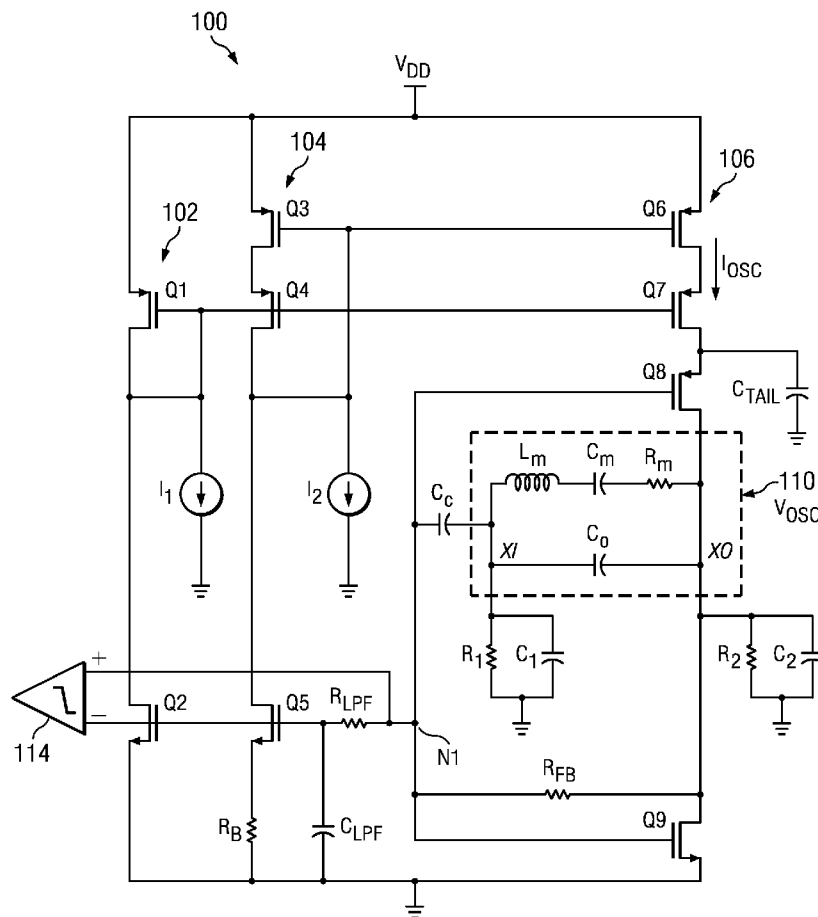 100
V_DD
104
106
Q3
Q6
102
I_OSC
Q1
Q4
Q7
Q8
C_TAIL
L_m
C_m
R_m
110
V_OSC
I_1
I_2
C_c
C_o
XI
XO
R_1
C_1
R_2
C_2
+
R_LPF
Q2
Q5
−
114
N1
R_FB
R_B
C_LPF
Q9